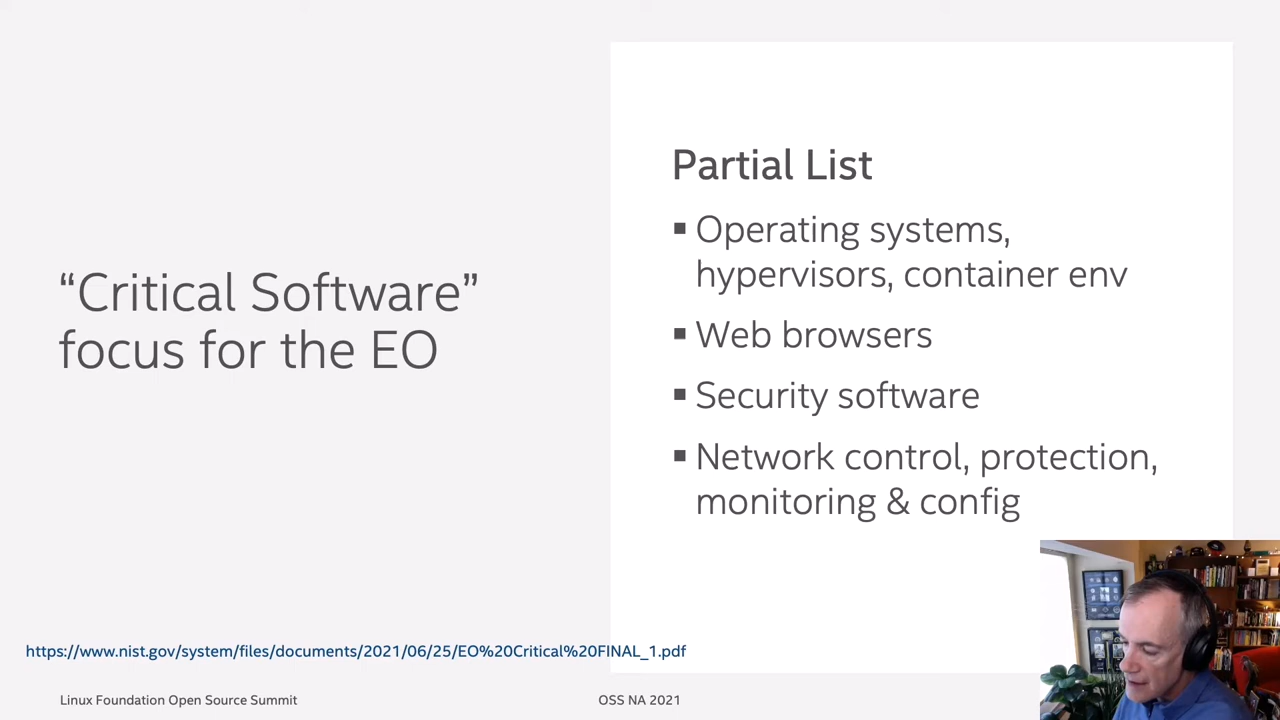 “Critical Software”
focus for the EO
Partial List
▪ Operating systems,
hypervisors, container env
▪ Web browsers
▪ Security software
▪ Network control, protection,
monitoring & config
https://www.nist.gov/system/files/documents/2021/06/25/EO%20Critical%20FINAL_1.pdf
Linux Foundation Open Source Summit
OSS NA 2021